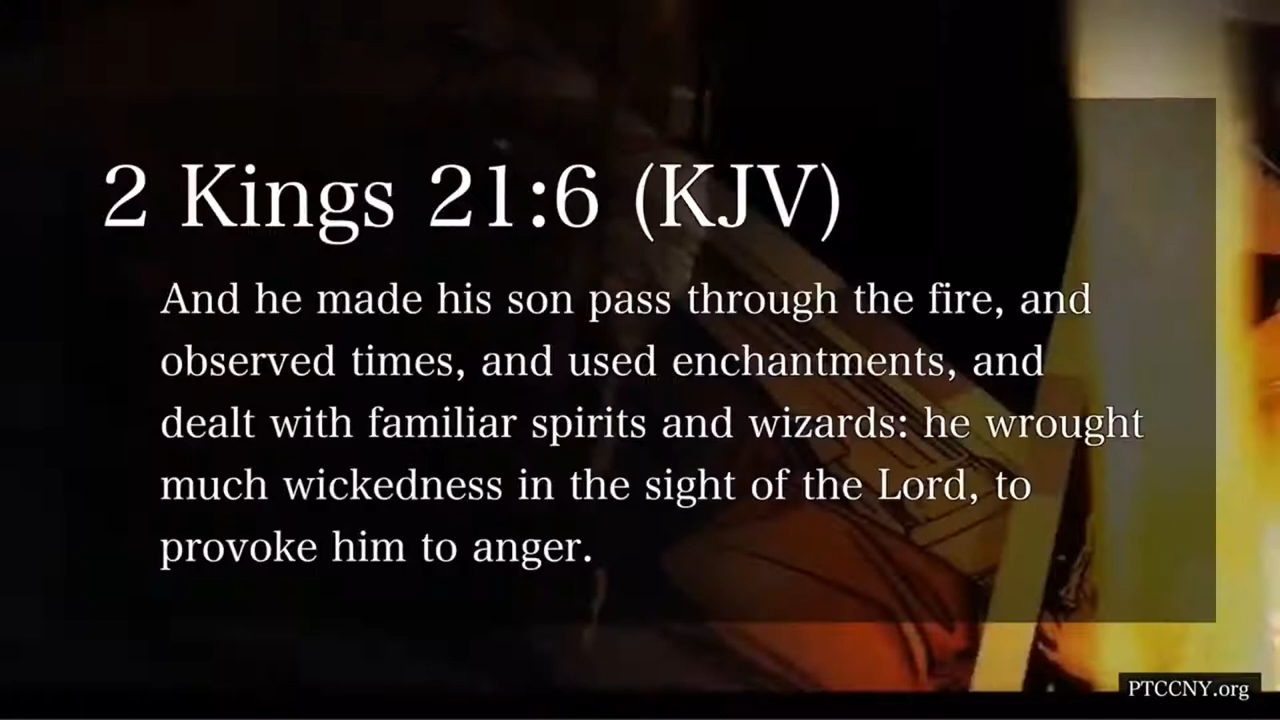 2 Kings 21:6 (KJV)
And he made his son pass through the fire, and
observed times, and used enchantments, and
dealt with familiar spirits and wizards: he wrought
much wickedness in the sight of the Lord, to
provoke him to anger.
PTCCNY.org